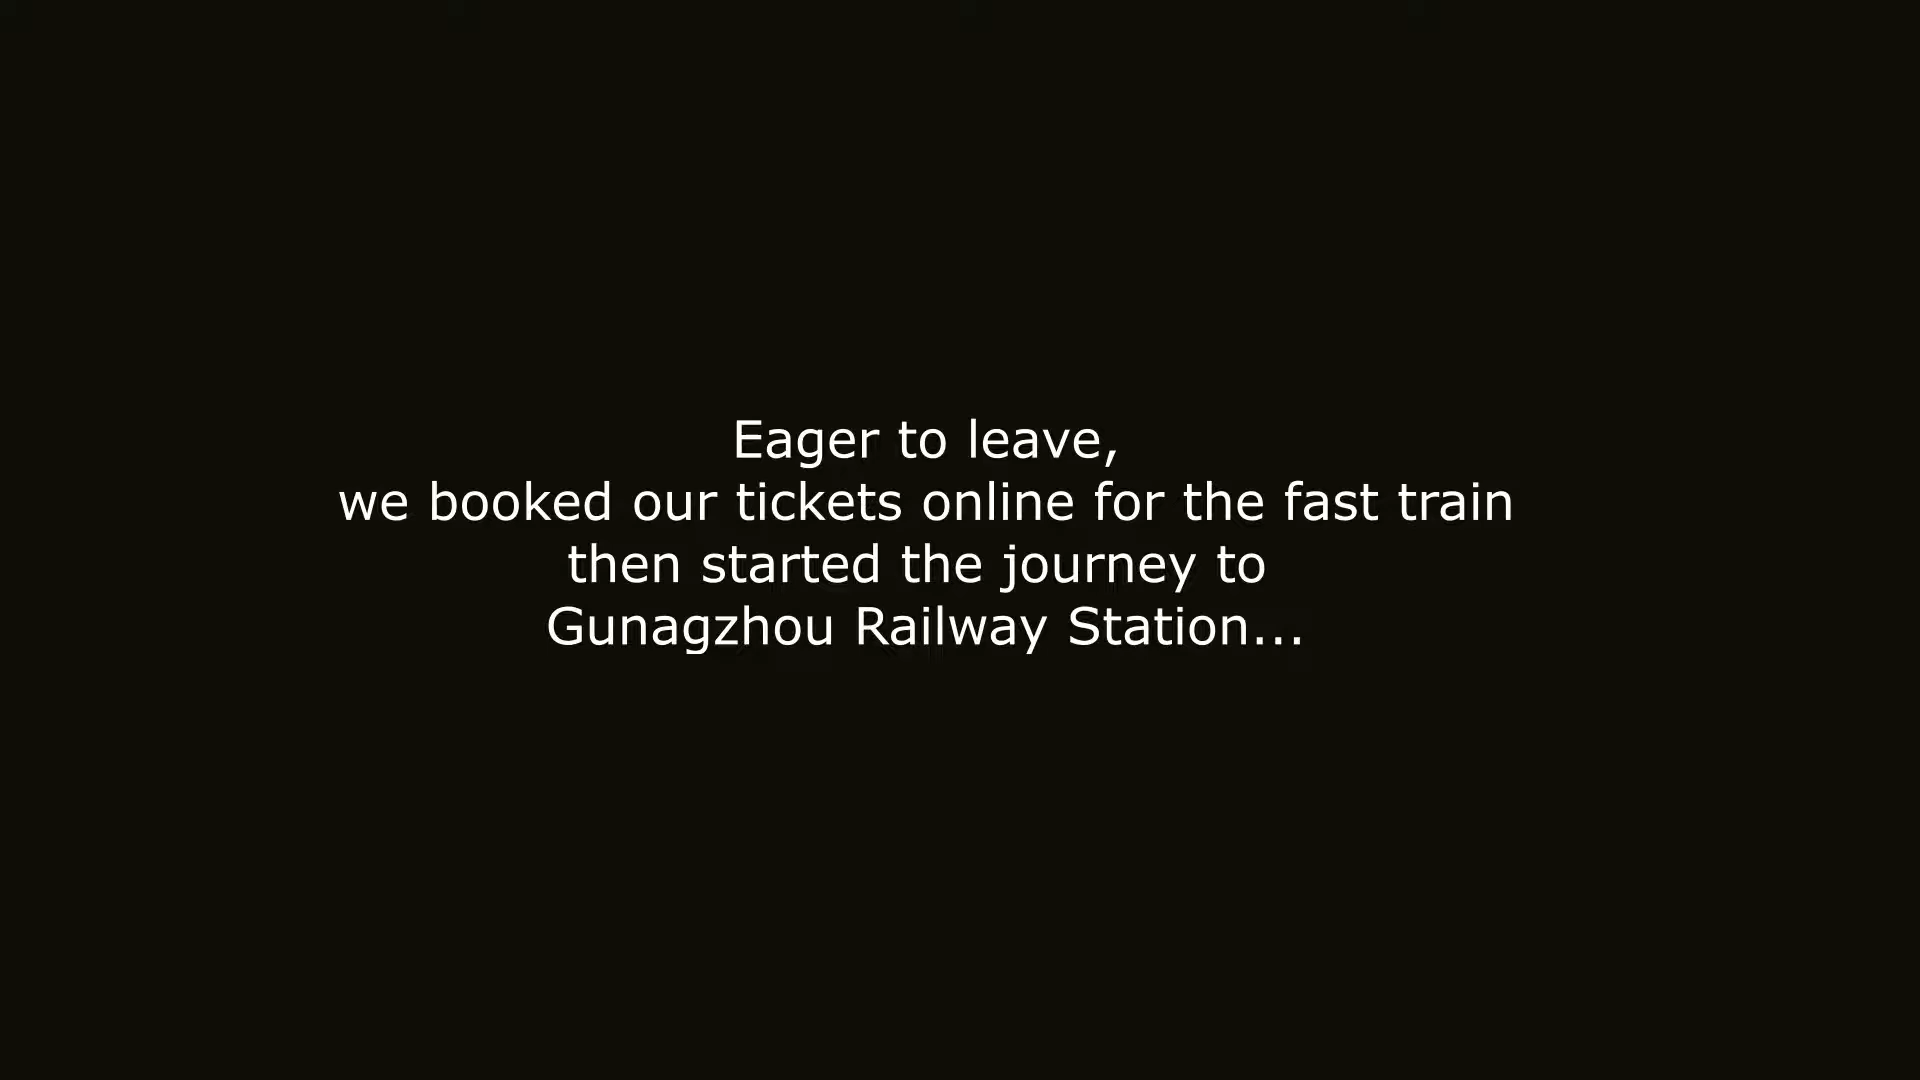 Eager to leave,
we booked our tickets online for the fast train
then started the journey to
Gunagzhou Railway Station...